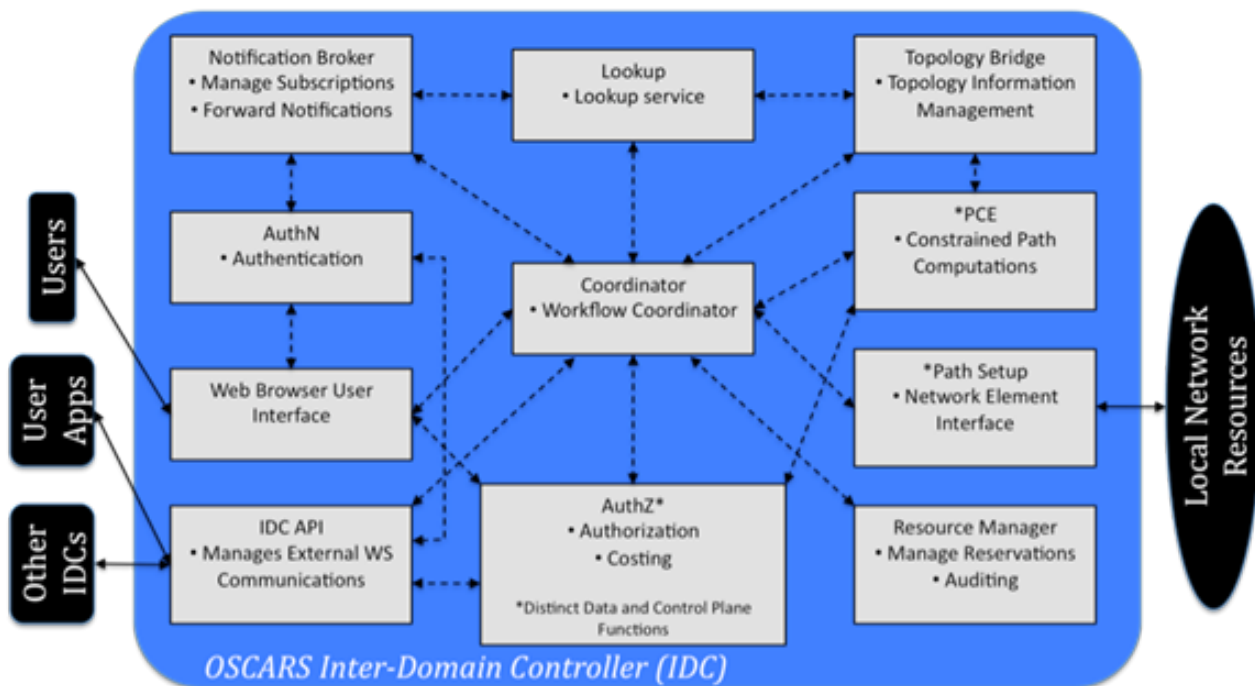 Notification Broker
• Manage Subscriptions
• Forward Notifications
Lookup
• Lookup service
Topology Bridge
• Topology Information
Management
Users
AuthN
• Authentication
Coordinator
• Workflow Coordinator
*PCE
• Constrained Path
Computations
User
Apps
Web Browser User
Interface
*Path Setup
• Network Element
Interface
Local Network
Resources
Other
IDCs
IDC API
• Manages External WS
Communications
AuthZ*
• Authorization
• Costing
*Distinct Data and Control Plane
Functions
Resource Manager
• Manage Reservations
• Auditing
OSCARS Inter-Domain Controller (IDC)